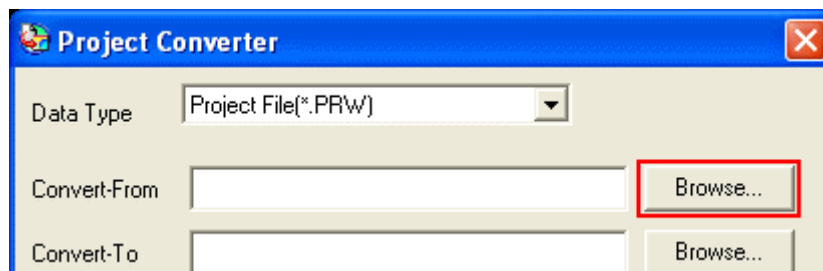 Project Converter
Data Type Project File(*.PRW)
Convert-From Browse...
Convert-To Browse...